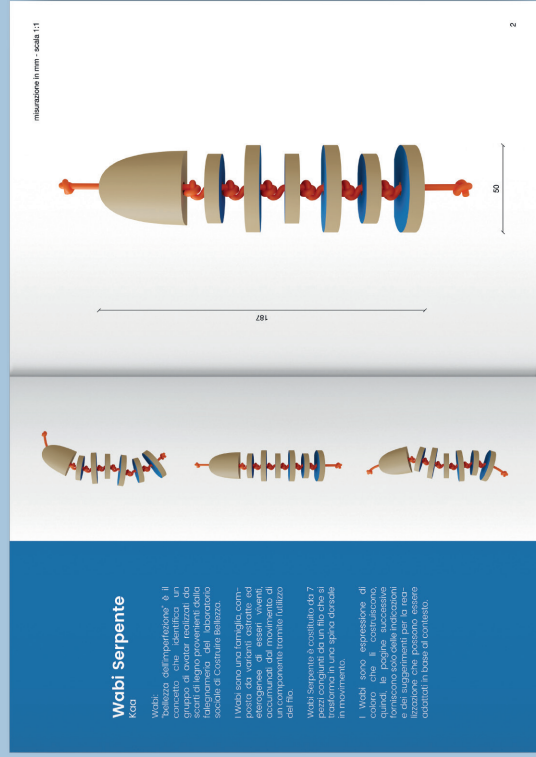 Wabi Serpente
Kaa
Wabi:
"bellezza dell'imperfezione" è il
concetto che identifica un
gruppo di avatar realizzati da
scarti di legno provenienti dalla
falegnameria del laboratorio
sociale di Costruire Bellezza.
I Wabi sono una famiglia, com-
posta da varianti astratte ed
eterogenee di esseri viventi,
accumunati dal movimento di
un componente tramite l'utilizzo
del filo.
Wabi Serpente è costituito da 7
pezzi congiunti da un filo che si
trasforma in una spina dorsale
in movimento.
I Wabi sono espressione di
coloro che li costruiscono,
quindi, le pagine successive
forniscono solo delle indicazioni
e dei suggerimenti per la rea-
lizzazione che possono essere
adattati in base al contesto.
misurazione in mm - scala 1:1
187
50
2